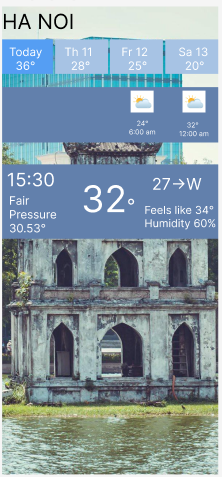 HA NOI
Today Th 11 Fr 12 Sa 13
36° 28° 25° 20°
24° 32°
6:00 am 12:00 am
15:30
Fair
Pressure
30.53°
32°
27→W
Feels like 34°
Humidity 60%